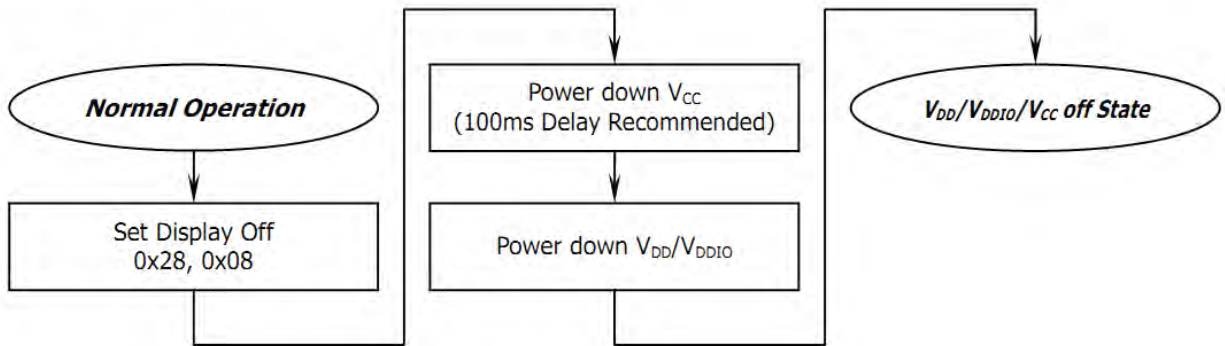 Normal Operation
Set Display Off
0x28, 0x08
Power down VCC
(100ms Delay Recommended)
Power down VDD/VDDIO
VDD/VDDIO/VCC off State